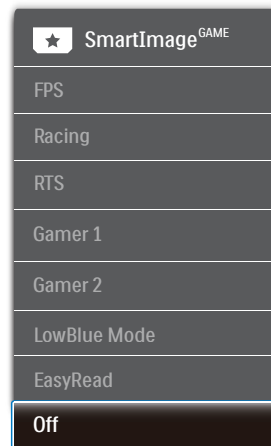 SmartImage GAME
FPS
Racing
RTS
Gamer 1
Gamer 2
LowBlue Mode
EasyRead
Off